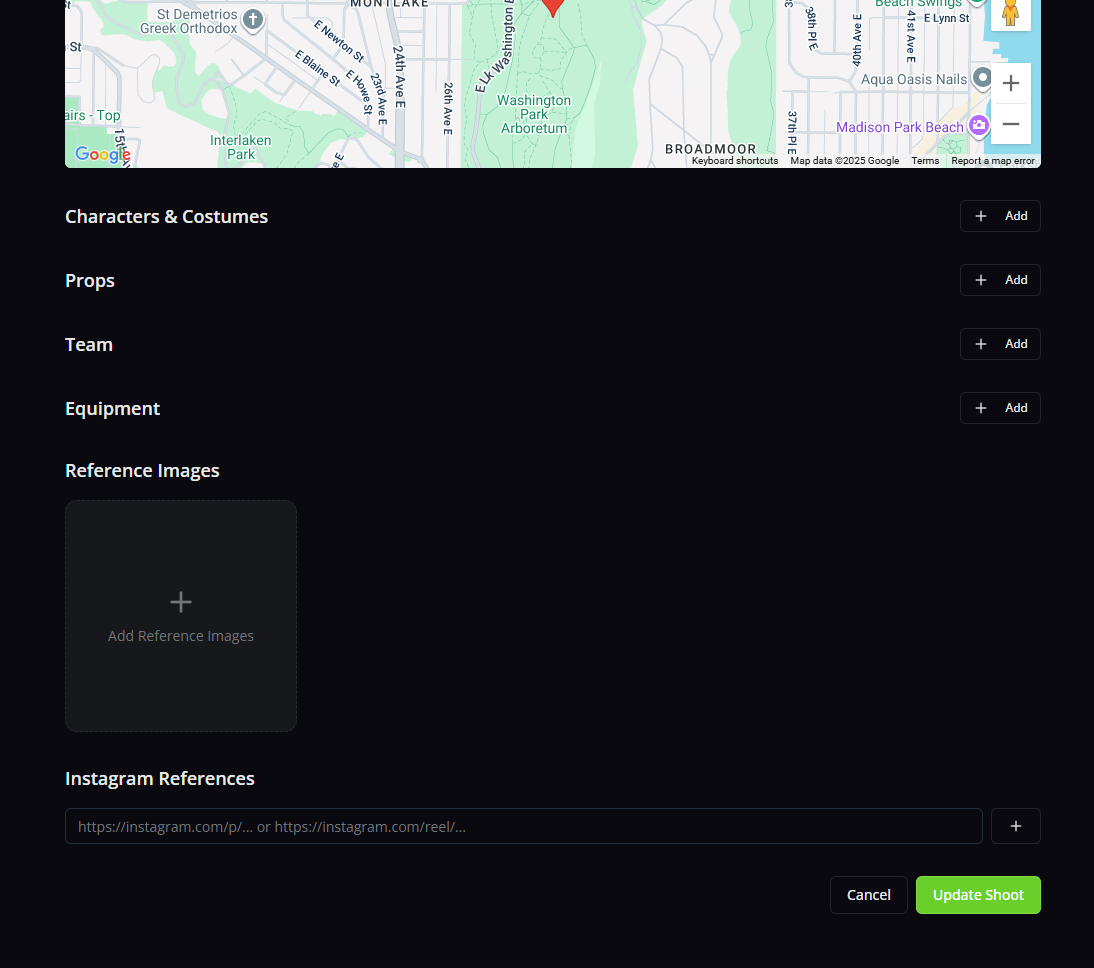 MONTLAKE
St Demetrios
Greek Orthodox
E Newton St
E Blaine St
E Howe St
23rd Ave E
24th Ave E
26th Ave E
E Lk Washington B
Washington
Park
Arboretum
Interlaken
Park
airs - Top
15th Av
BROADMOOR
38th Pl E
37th Pl E
40th Ave E
41st Ave E
Beach Swings
E Lynn St
Aqua Oasis Nails
Madison Park Beach
Google
Keyboard shortcuts
Map data ©2025 Google
Terms
Report a map error
Characters & Costumes
Add
Props
Add
Team
Add
Equipment
Add
Reference Images
Add Reference Images
Instagram References
https://instagram.com/p/... or https://instagram.com/reel/...
Cancel
Update Shoot